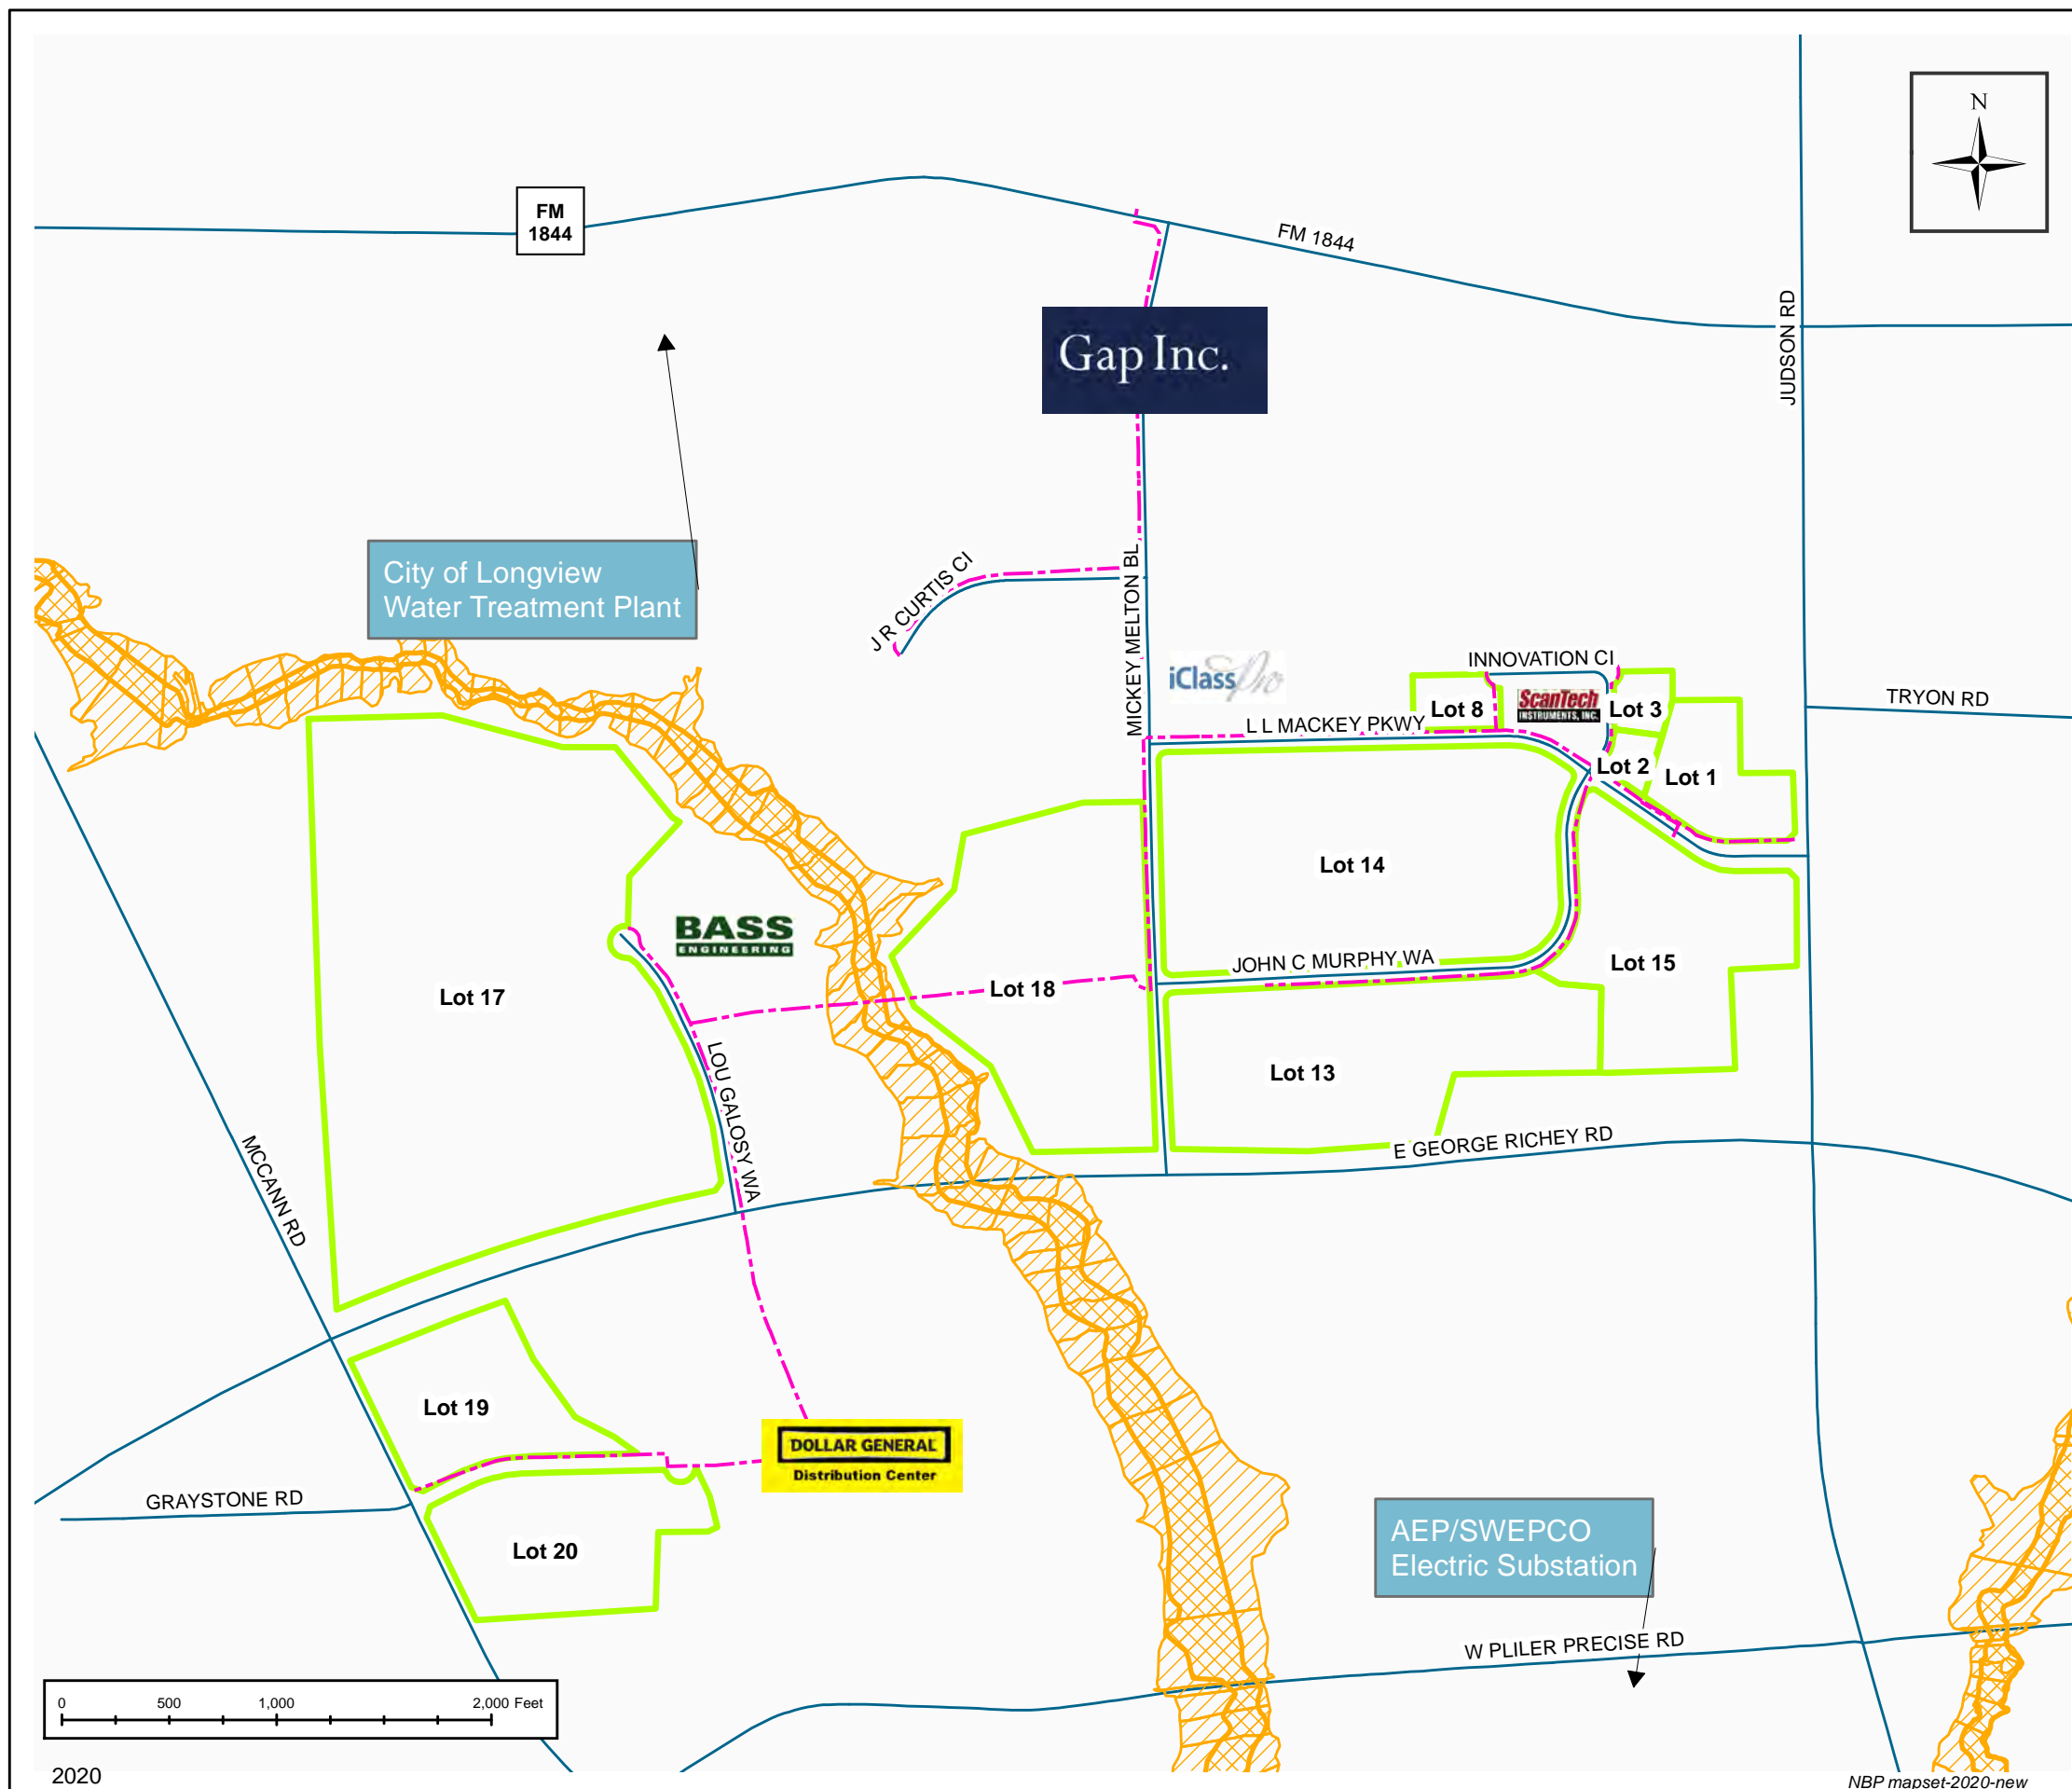 N
FM
1844
FM 1844
JUDSON RD
Gap Inc.
City of Longview
Water Treatment Plant
J R CURTIS CI
MICKEY MELTON BL
iClassPro
INNOVATION CI
ScanTech
INSTRUMENTS, INC.
Lot 8
Lot 3
TRYON RD
L L MACKEY PKWY
Lot 2
Lot 1
Lot 14
BASS
ENGINEERING
JOHN C MURPHY WA
Lot 15
Lot 17
Lot 18
LOU GALOSY WA
Lot 13
E GEORGE RICHEY RD
MCCANN RD
Lot 19
DOLLAR GENERAL
Distribution Center
GRAYSTONE RD
Lot 20
AEP/SWEPCO
Electric Substation
W PLILER PRECISE RD
0 500 1,000 2,000 Feet
2020
NBP mapset-2020-new